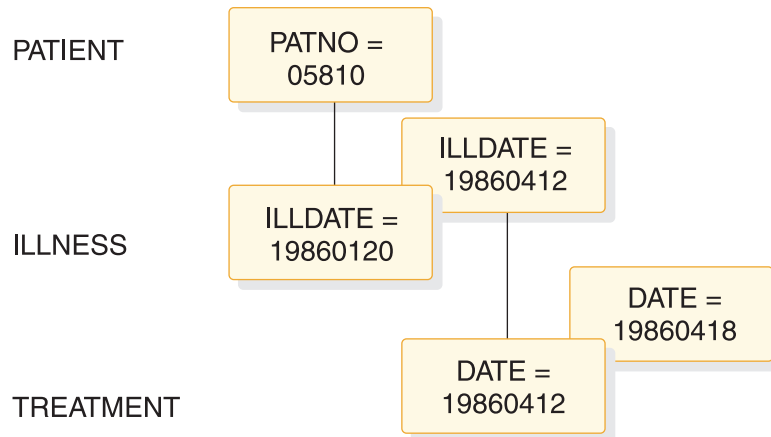 PATIENT
PATNO =
05810
ILLDATE =
19860412
ILLNESS
ILLDATE =
19860120
DATE =
19860418
TREATMENT
DATE =
19860412